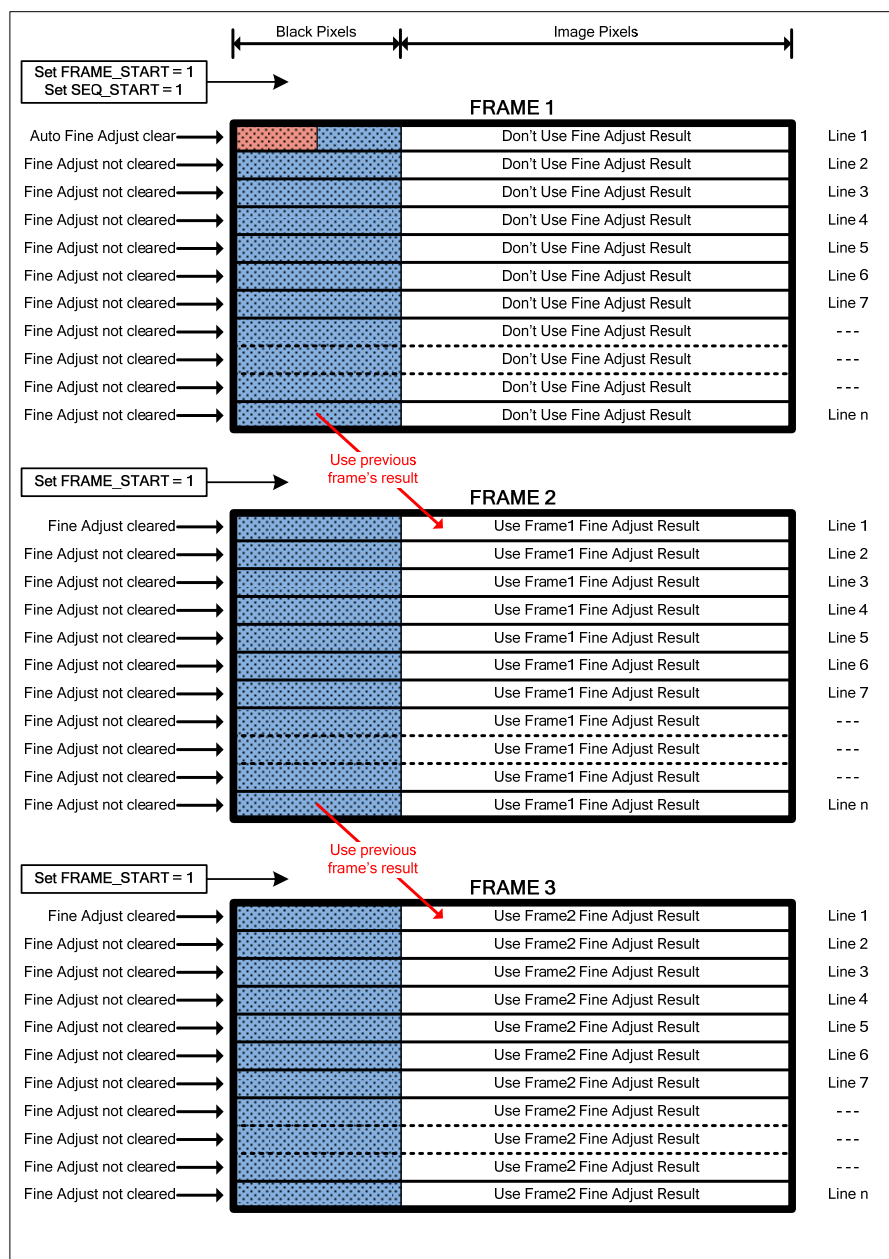 Black Pixels Image Pixels
Set FRAME_START = 1
Set SEQ_START = 1
FRAME 1
Auto Fine Adjust clear Don't Use Fine Adjust Result Line 1
Fine Adjust not cleared Don't Use Fine Adjust Result Line 2
Fine Adjust not cleared Don't Use Fine Adjust Result Line 3
Fine Adjust not cleared Don't Use Fine Adjust Result Line 4
Fine Adjust not cleared Don't Use Fine Adjust Result Line 5
Fine Adjust not cleared Don't Use Fine Adjust Result Line 6
Fine Adjust not cleared Don't Use Fine Adjust Result Line 7
Fine Adjust not cleared Don't Use Fine Adjust Result ---
Fine Adjust not cleared Don't Use Fine Adjust Result ---
Fine Adjust not cleared Don't Use Fine Adjust Result ---
Fine Adjust not cleared Don't Use Fine Adjust Result Line n
Use previous
frame's result
Set FRAME_START = 1
FRAME 2
Fine Adjust cleared Use Frame1 Fine Adjust Result Line 1
Fine Adjust not cleared Use Frame1 Fine Adjust Result Line 2
Fine Adjust not cleared Use Frame1 Fine Adjust Result Line 3
Fine Adjust not cleared Use Frame1 Fine Adjust Result Line 4
Fine Adjust not cleared Use Frame1 Fine Adjust Result Line 5
Fine Adjust not cleared Use Frame1 Fine Adjust Result Line 6
Fine Adjust not cleared Use Frame1 Fine Adjust Result Line 7
Fine Adjust not cleared Use Frame1 Fine Adjust Result ---
Fine Adjust not cleared Use Frame1 Fine Adjust Result ---
Fine Adjust not cleared Use Frame1 Fine Adjust Result ---
Fine Adjust not cleared Use Frame1 Fine Adjust Result Line n
Use previous
frame's result
Set FRAME_START = 1
FRAME 3
Fine Adjust cleared Use Frame2 Fine Adjust Result Line 1
Fine Adjust not cleared Use Frame2 Fine Adjust Result Line 2
Fine Adjust not cleared Use Frame2 Fine Adjust Result Line 3
Fine Adjust not cleared Use Frame2 Fine Adjust Result Line 4
Fine Adjust not cleared Use Frame2 Fine Adjust Result Line 5
Fine Adjust not cleared Use Frame2 Fine Adjust Result Line 6
Fine Adjust not cleared Use Frame2 Fine Adjust Result Line 7
Fine Adjust not cleared Use Frame2 Fine Adjust Result ---
Fine Adjust not cleared Use Frame2 Fine Adjust Result ---
Fine Adjust not cleared Use Frame2 Fine Adjust Result ---
Fine Adjust not cleared Use Frame2 Fine Adjust Result Line n